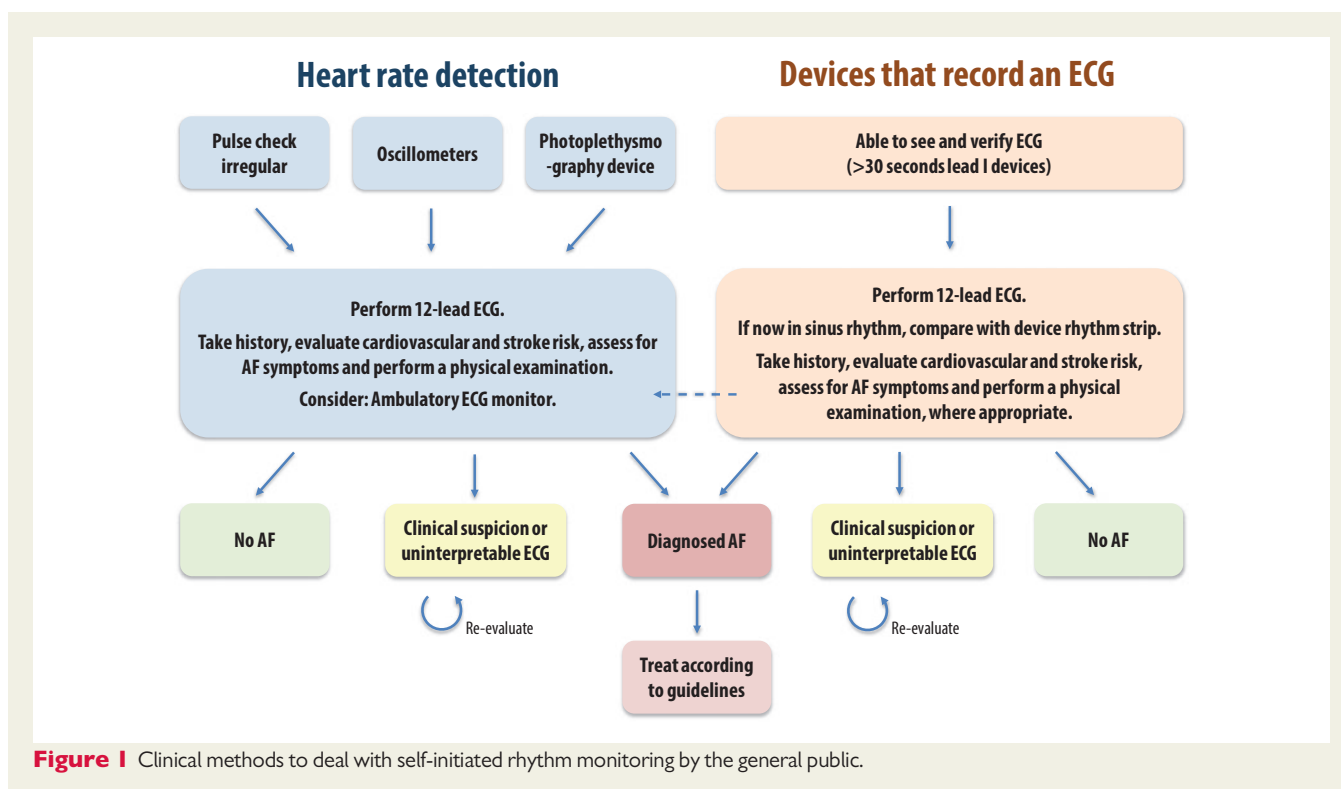 Heart rate detection
Devices that record an ECG
Pulse check
irregular
Oscillometers
Photoplethysmo
-graphy device
Able to see and verify ECG
(>30 seconds lead I devices)
Perform 12-lead ECG.
Take history, evaluate cardiovascular and stroke risk, assess for
AF symptoms and perform a physical examination.
Consider: Ambulatory ECG monitor.
Perform 12-lead ECG.
If now in sinus rhythm, compare with device rhythm strip.
Take history, evaluate cardiovascular and stroke risk,
assess for AF symptoms and perform a physical
examination, where appropriate.
No AF
Clinical suspicion or
uninterpretable ECG
Diagnosed AF
Clinical suspicion or
uninterpretable ECG
No AF
Re-evaluate
Re-evaluate
Treat according
to guidelines
Figure 1 Clinical methods to deal with self-initiated rhythm monitoring by the general public.